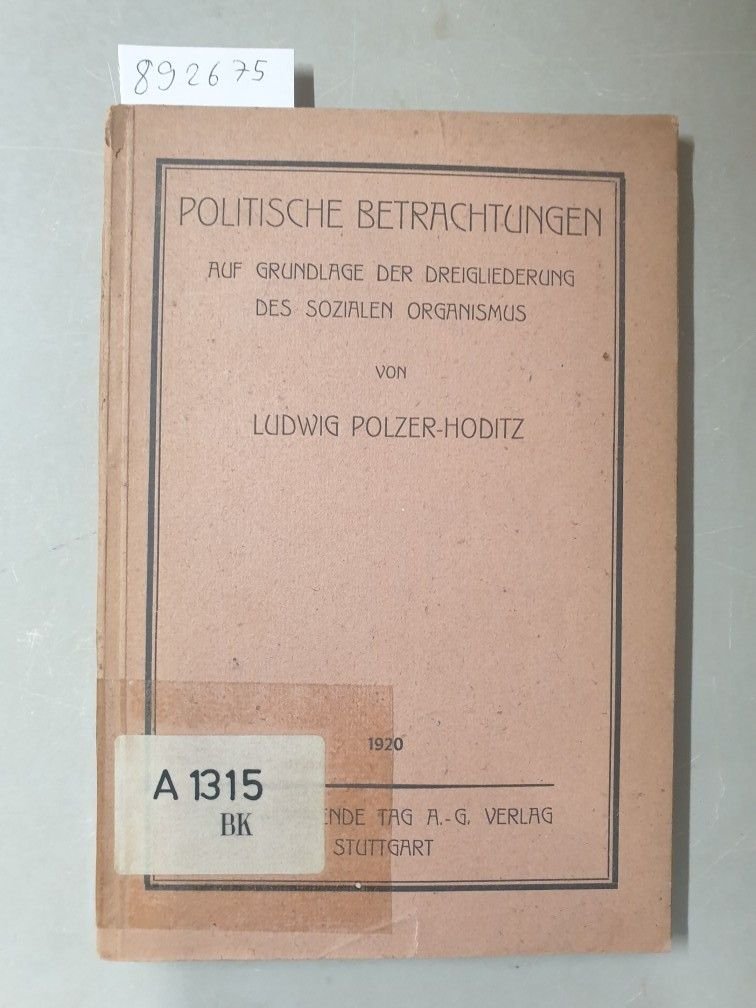 892675
POLITISCHE BETRACHTUNGEN
AUF GRUNDLAGE DER DREIGLIEDERUNG
DES SOZIALEN ORGANISMUS
VON
LUDWIG POLZER-HODITZ
1920
A 1315
BK
ENDE TAG A.-G. VERLAG
STUTTGART